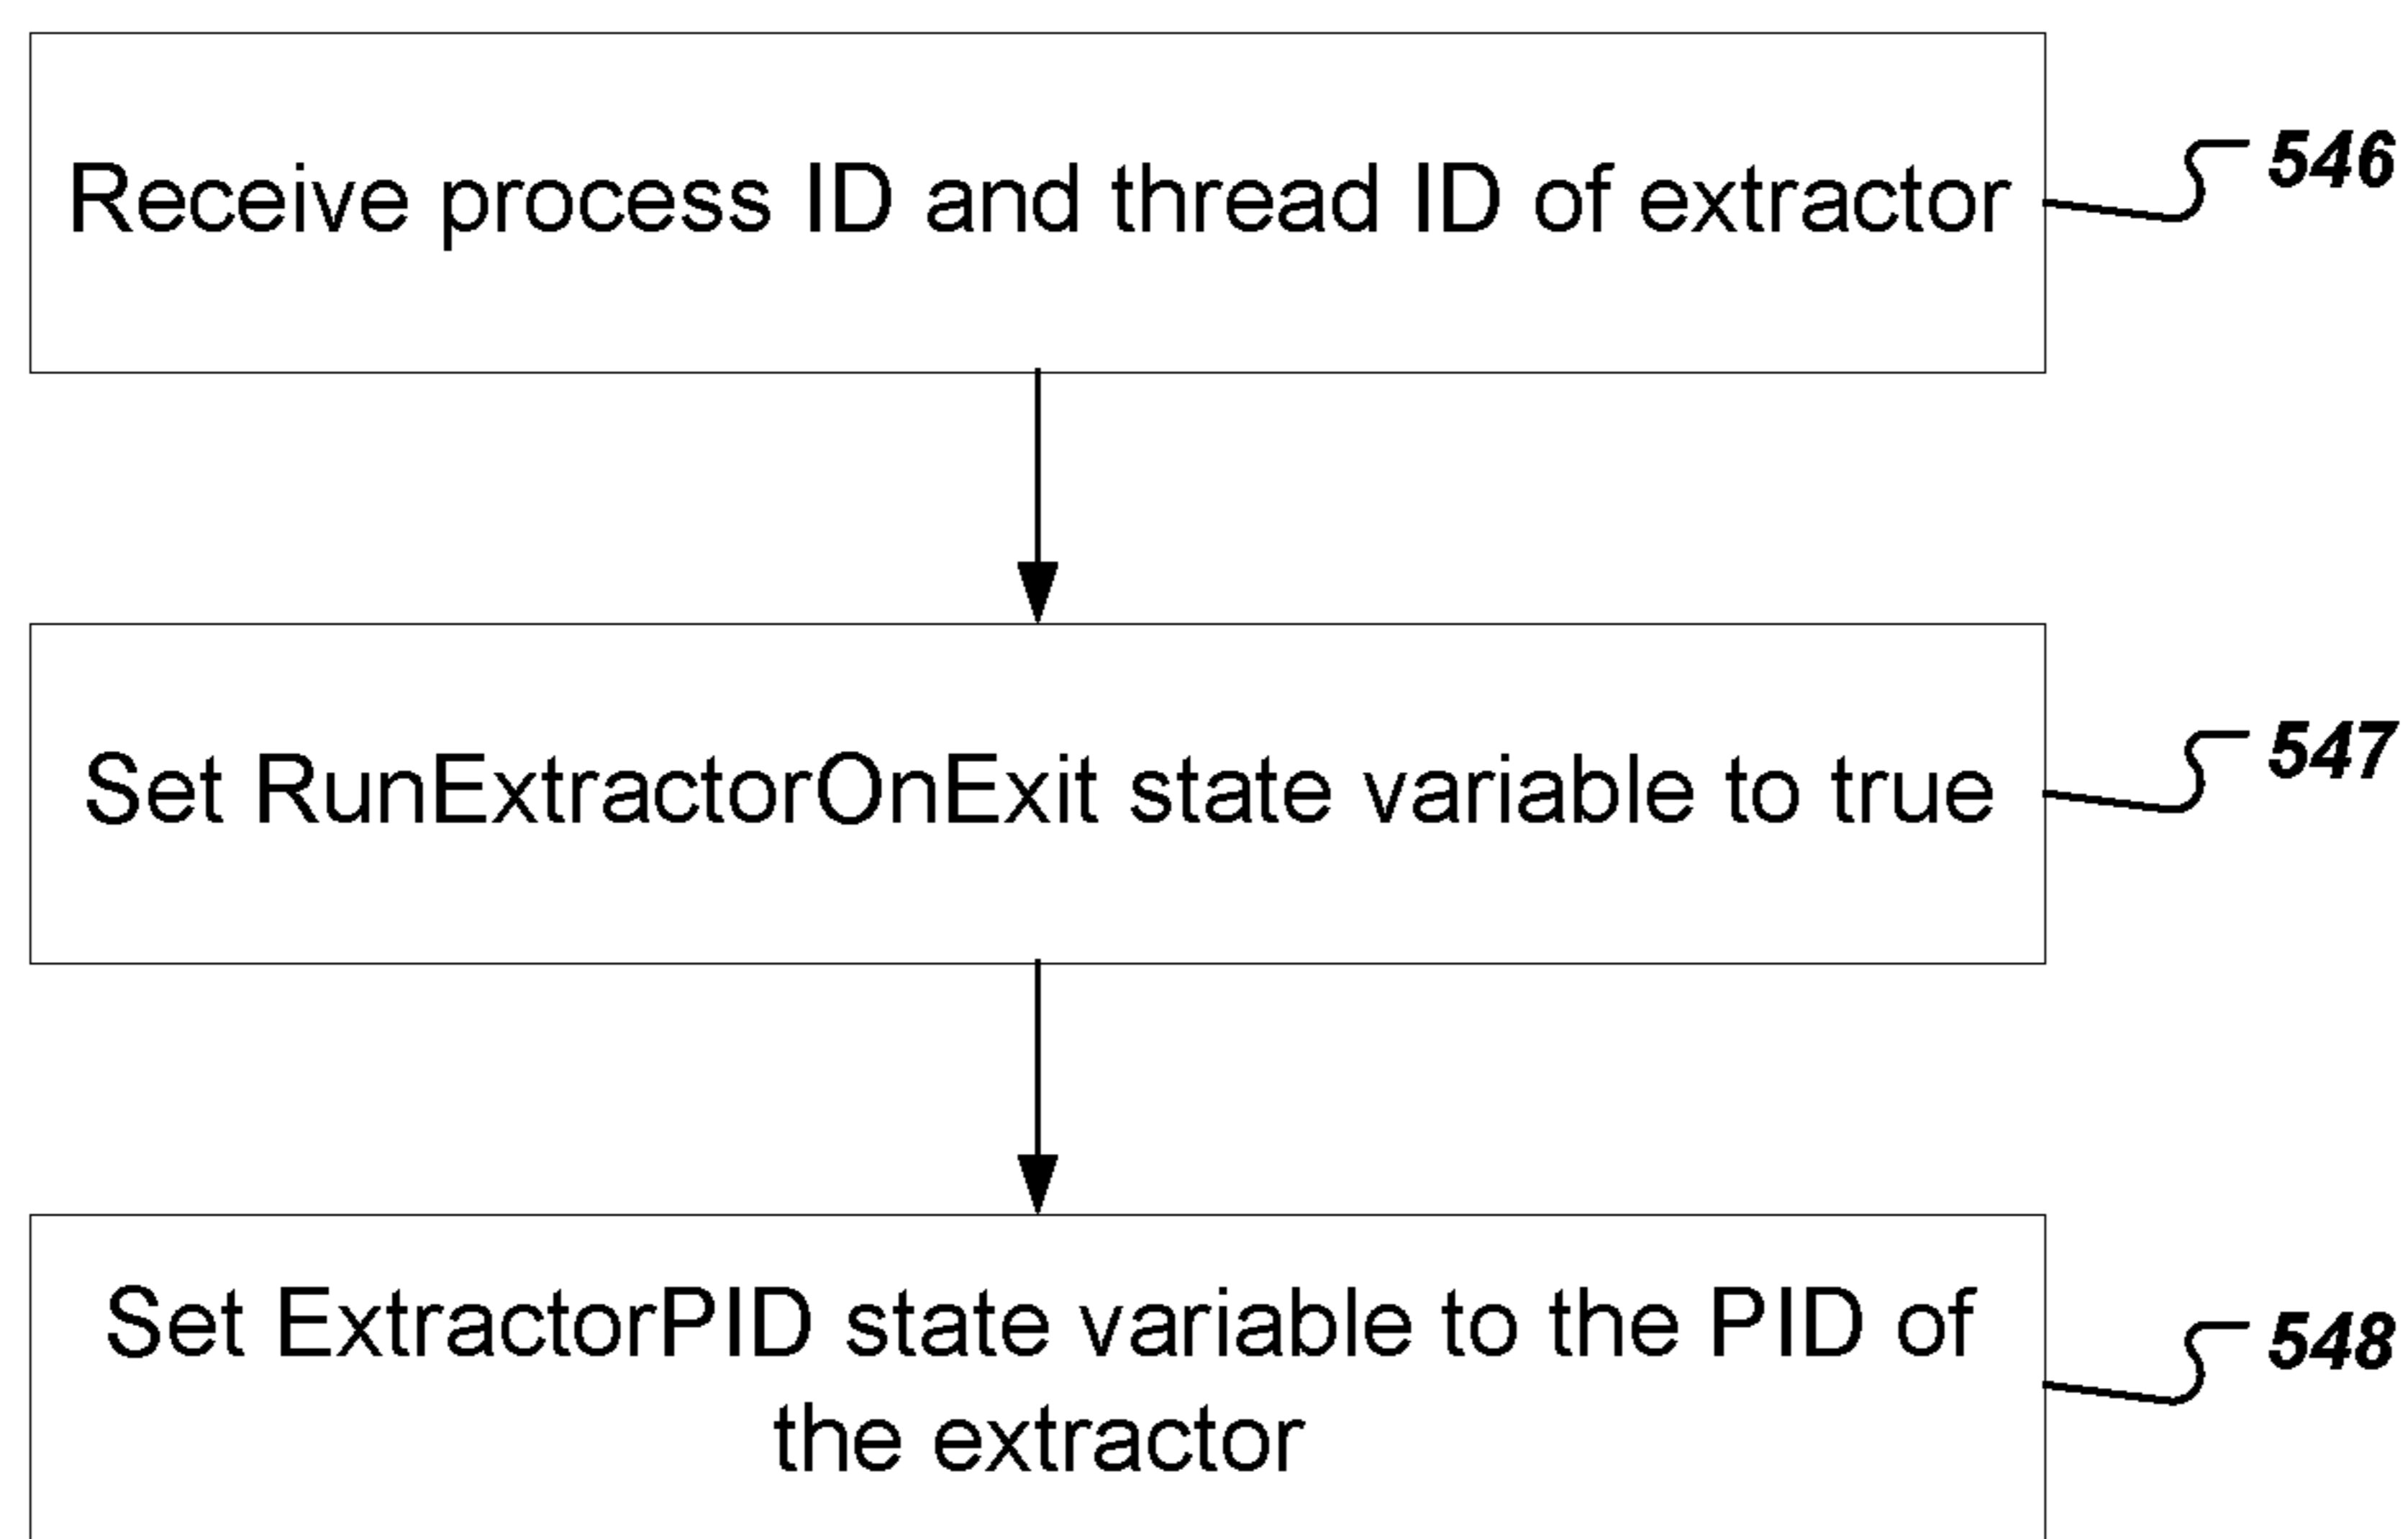 Receive process ID and thread ID of extractor
546
Set RunExtractorOnExit state variable to true
547
Set ExtractorPID state variable to the PID of
the extractor
548